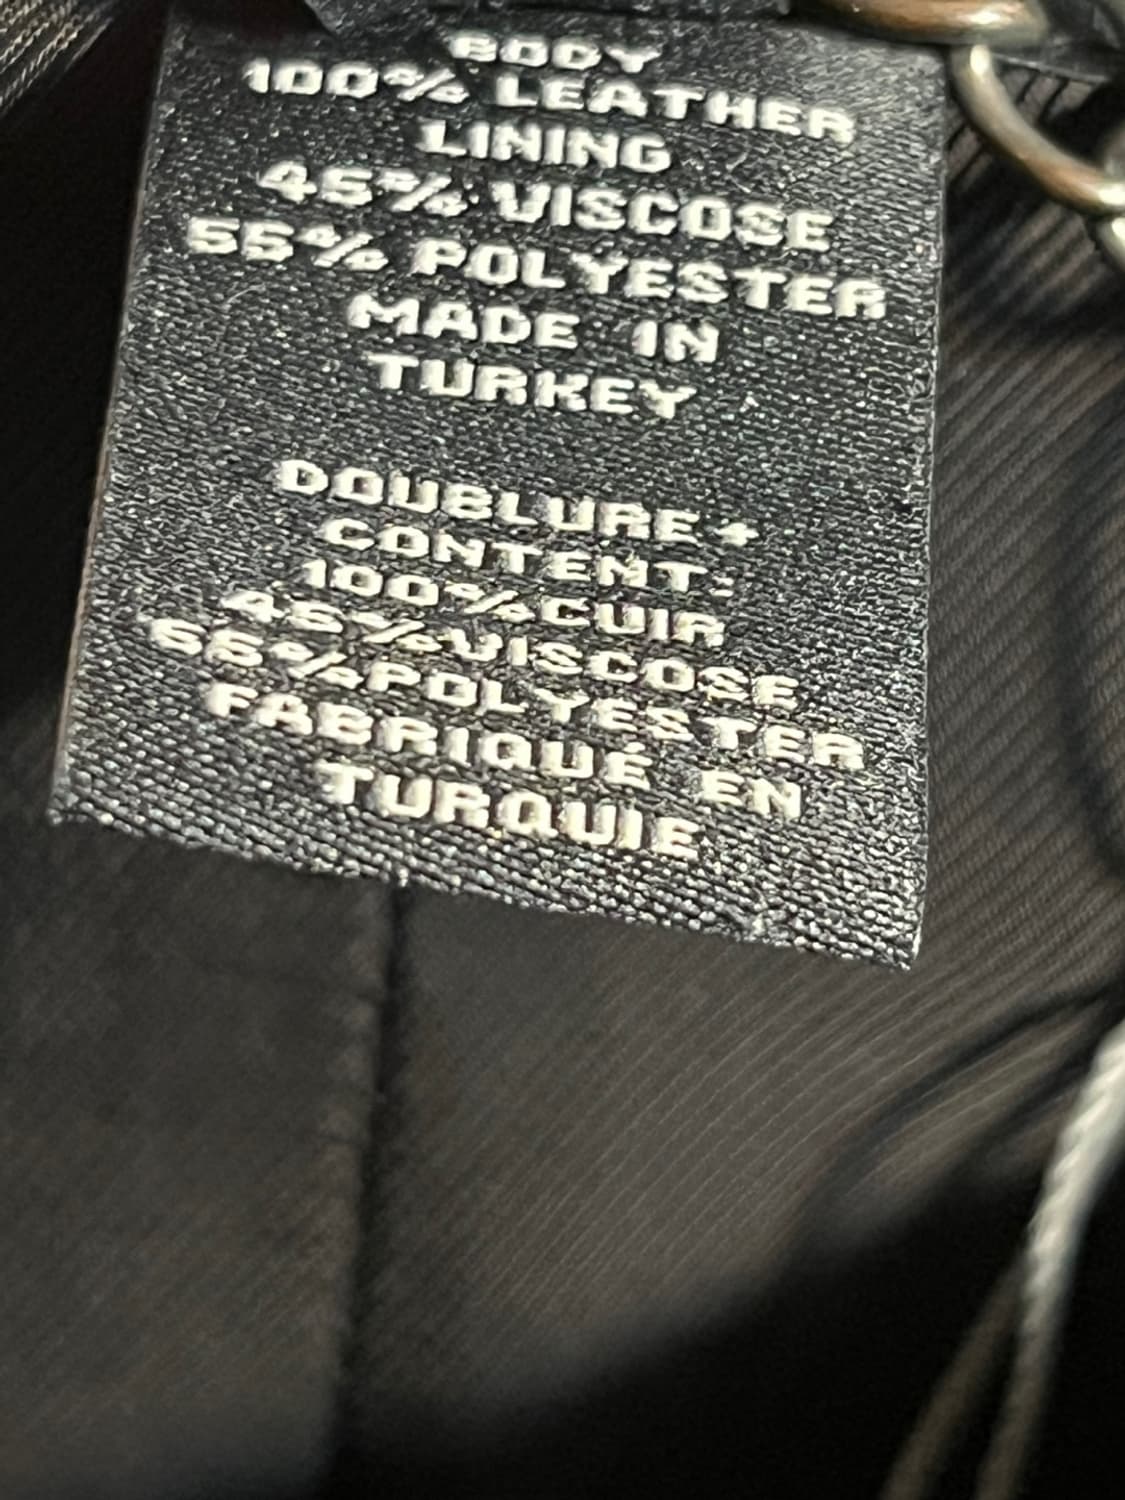 BODY
100% LEATHER
LINING
45% VISCOSE
55% POLYESTER
MADE IN
TURKEY
DOUBLURE+
CONTENT:
100%CUIR
45%VISCOSE
55%POLYESTER
FABRIQUÉ EN
TURQUIE